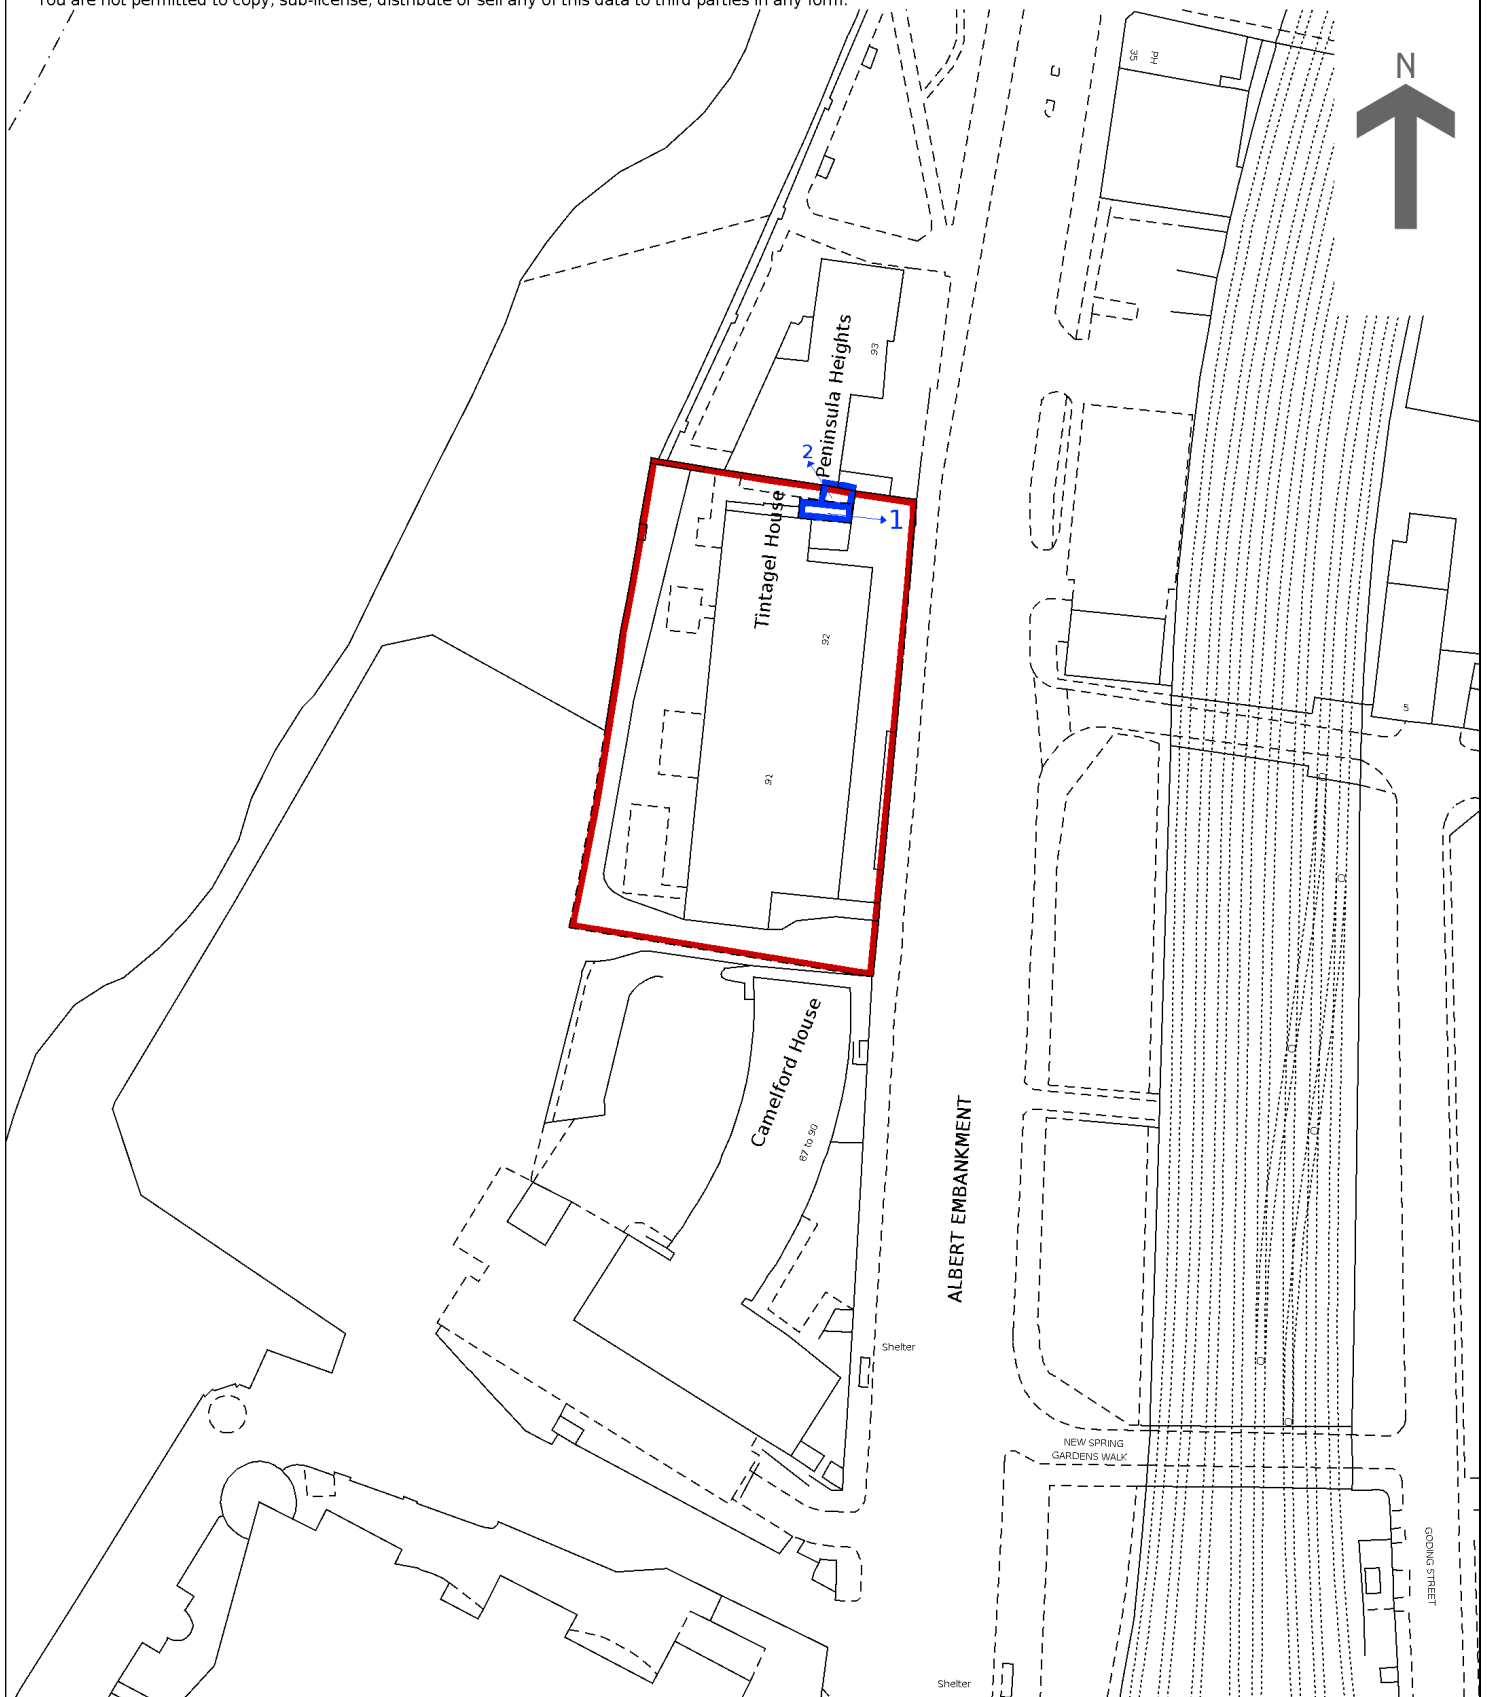 You are not permitted to copy, sub-license, distribute or sell any of this data to third parties in any form.
N
PH
35
Peninsula Heights
93
2
1
Tintagel House
92
91
5
Camelford House
87 to 90
ALBERT EMBANKMENT
Shelter
NEW SPRING
GARDENS WALK
GODING STREET
Shelter